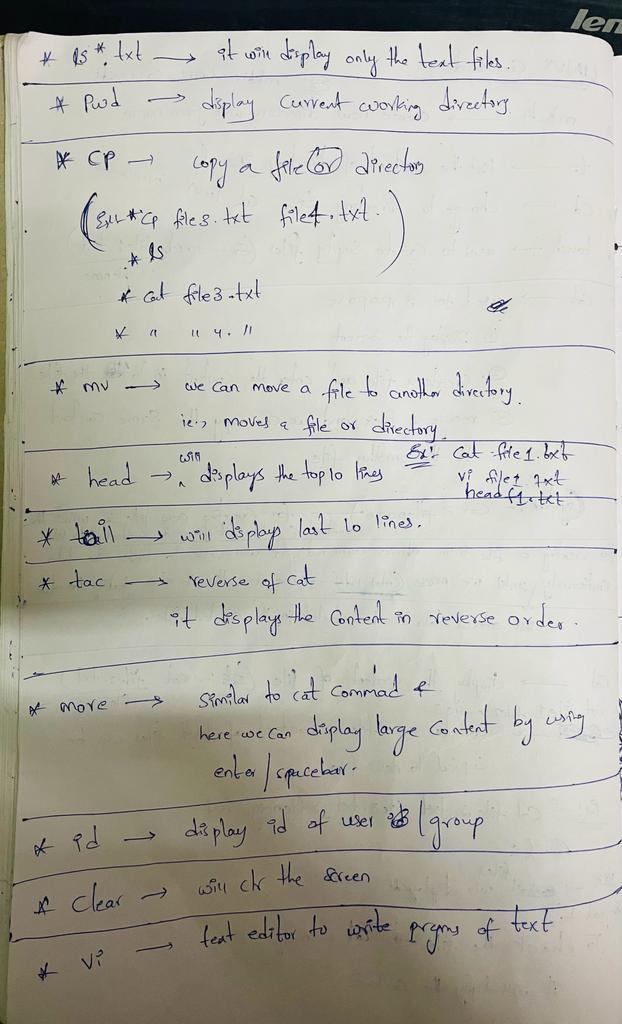 len
* ls *.txt → it will display only the text files.
* Pwd → display current working directory.
* CP → copy a file (or) directory
(Ex:- * cp file3.txt file4.txt.)
* ls
* cat file3.txt
* " " 4. "
* mv → we can move a file to another directory.
ie., moves a file or directory.
* head → will displays the top 10 lines
Ex:- cat file1.txt
vi file1.txt
head f1.txt
* tail → will displays last 10 lines.
* tac → reverse of cat
it displays the content in reverse order.
* more → Similar to cat commad &
here we can display large content by using
enter/spacebar.
* id → display id of user /group
* Clear → will clr the screen
* vi → text editor to write prgms of text